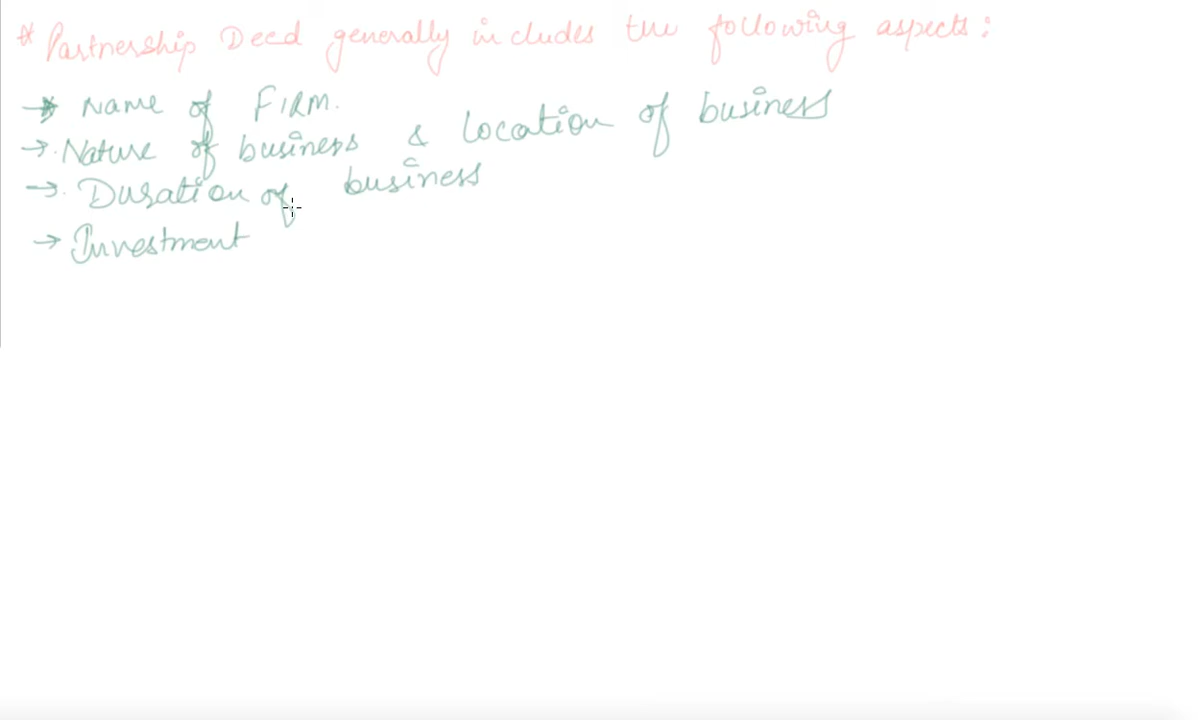 * Partnership Deed generally includes the following aspects:
→ Name of FIRM.
→ Nature of business & location of business
→ Duration of business
→ Investment